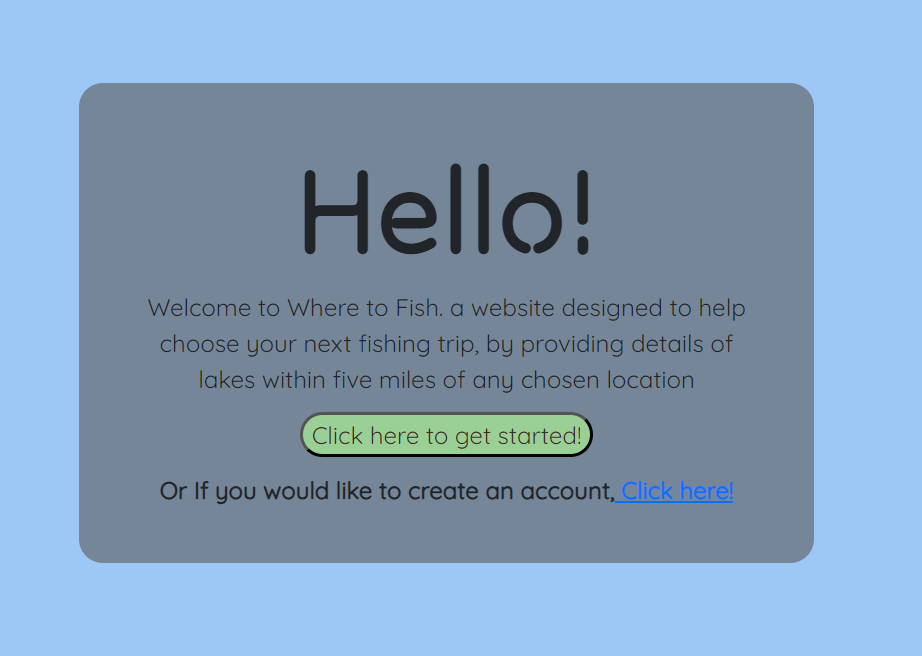 Hello!
Welcome to Where to Fish. a website designed to help
choose your next fishing trip, by providing details of
lakes within five miles of any chosen location
Click here to get started!
Or If you would like to create an account, Click here!